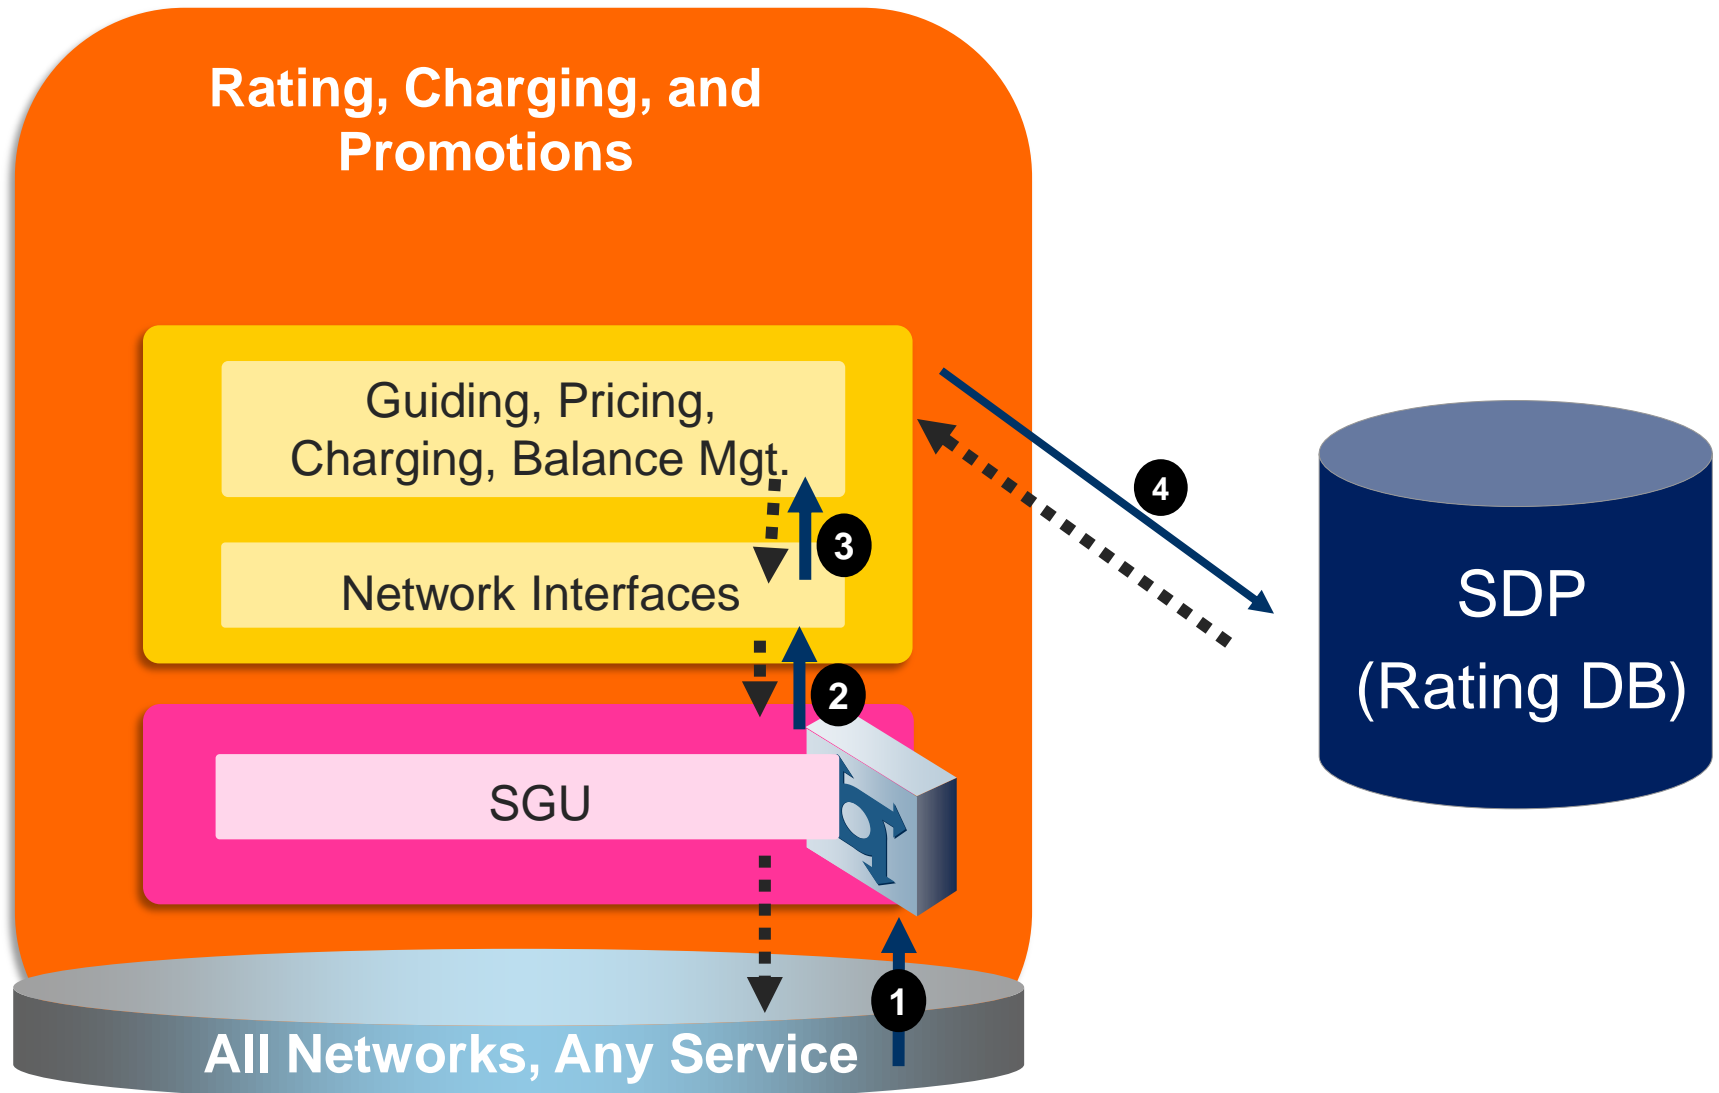 Rating, Charging, and
Promotions
Guiding, Pricing,
Charging, Balance Mgt.
4
3
Network Interfaces
SDP
(Rating DB)
2
SGU
1
All Networks, Any Service